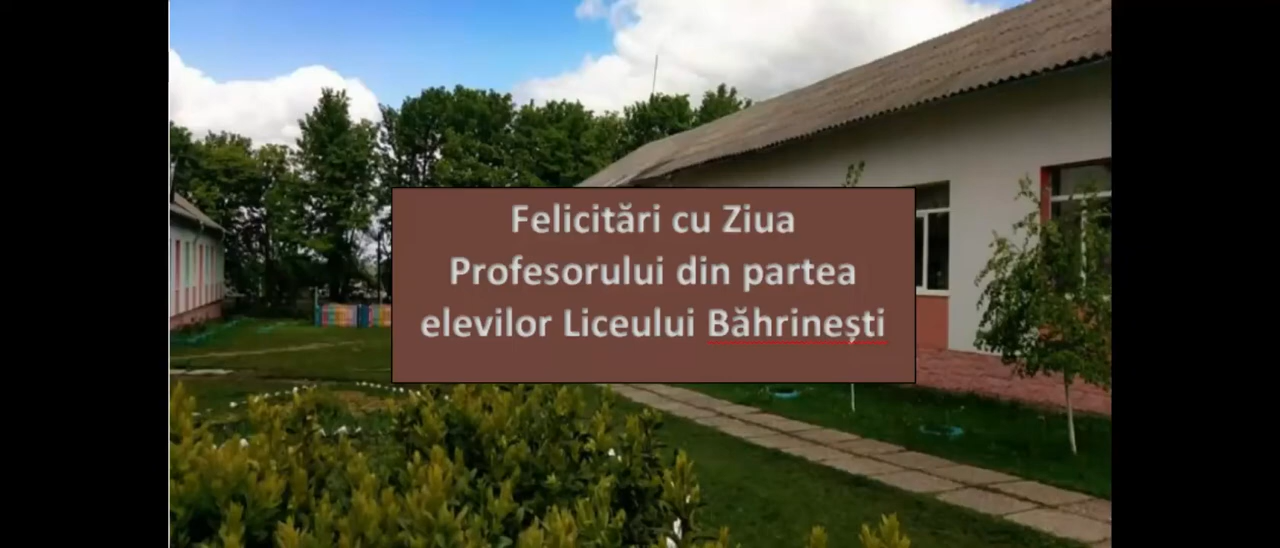 Felicitări cu Ziua
Profesorului din partea
elevilor Liceului Băhrinești